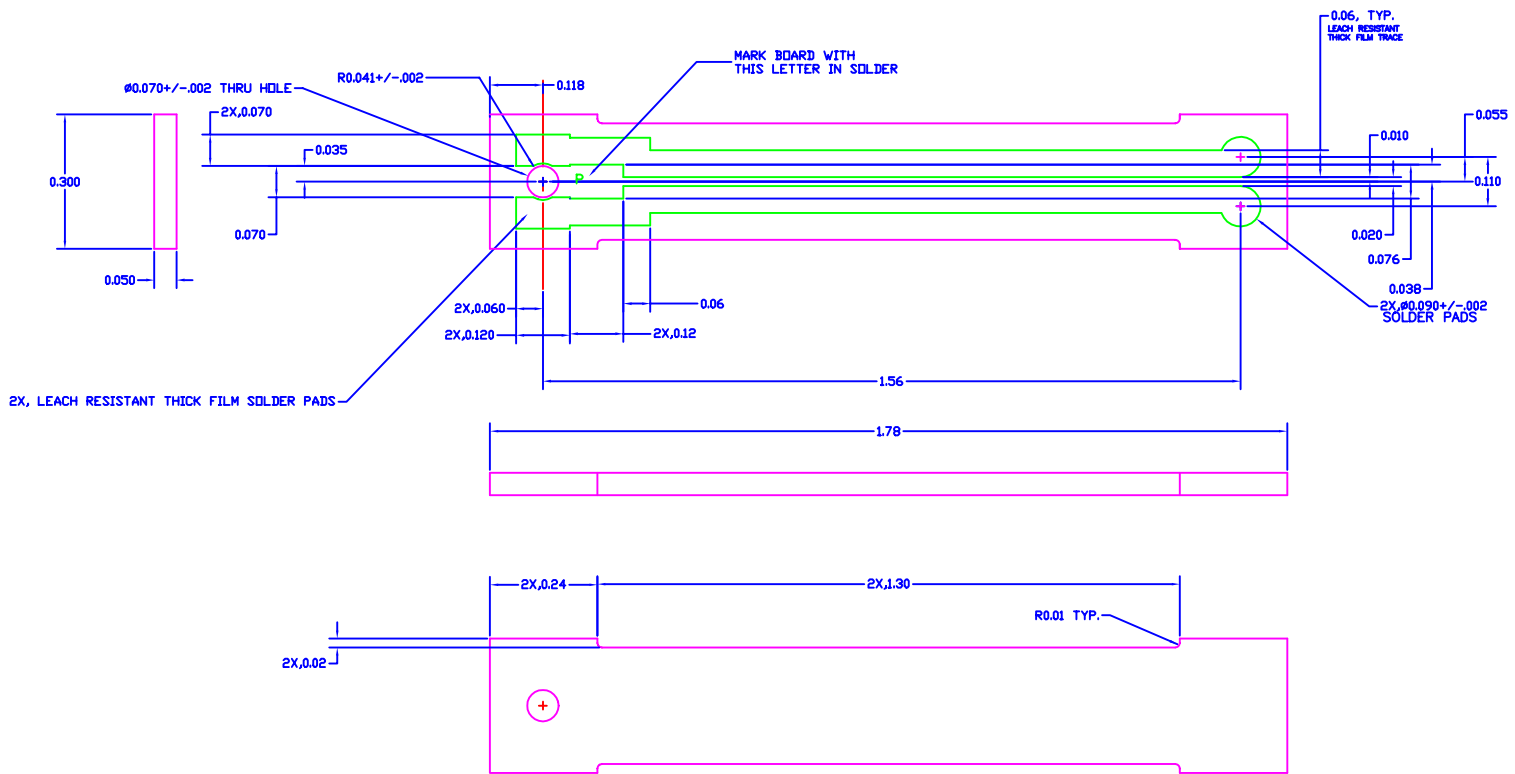 0.06, TYP.
LEACH RESISTANT
THICK FILM TRACE
MARK BOARD WITH
THIS LETTER IN SOLDER
R0.041+/-.002
0.118
Ø0.070+/-.002 THRU HOLE
2X,0.070
0.055
0.010
0.035
0.300
P
0.110
0.070
0.020
0.076
0.050
0.038
2X,0.060
0.06
2X,Ø0.090+/-.002
SOLDER PADS
2X,0.120
2X,0.12
1.56
2X, LEACH RESISTANT THICK FILM SOLDER PADS
1.78
2X,0.24
2X,1.30
R0.01 TYP.
2X,0.02